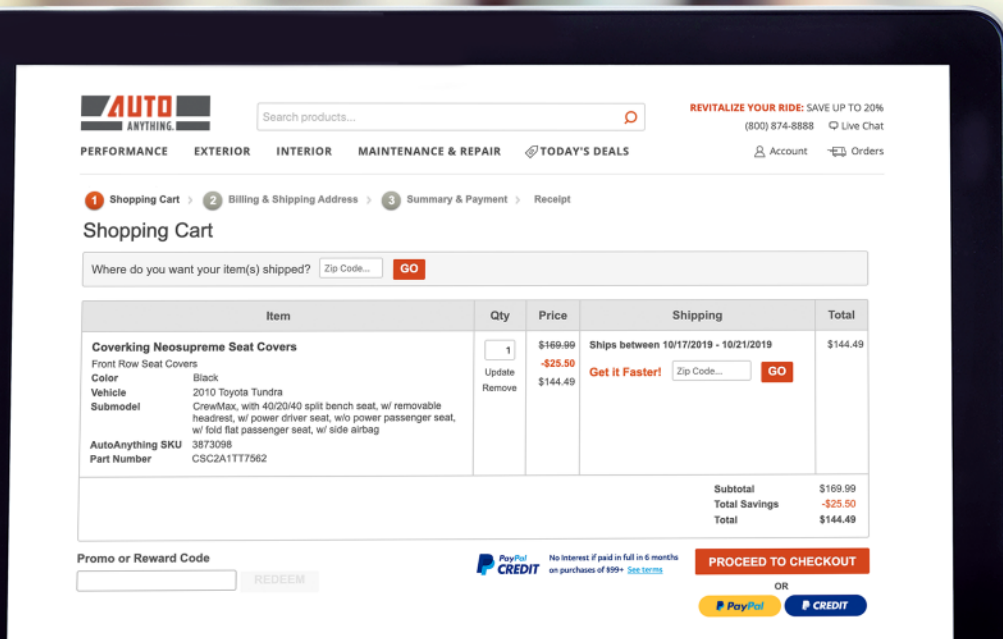 AUTO
ANYTHING.
Search products...
REVITALIZE YOUR RIDE: SAVE UP TO 20%
(800) 874-8888 Live Chat
PERFORMANCE EXTERIOR INTERIOR MAINTENANCE & REPAIR TODAY'S DEALS
Account Orders
1 Shopping Cart > 2 Billing & Shipping Address > 3 Summary & Payment > Receipt
Shopping Cart
Where do you want your item(s) shipped? Zip Code... GO
Item Qty Price Shipping Total
Coverking Neosupreme Seat Covers
Front Row Seat Covers
Color Black
Vehicle 2010 Toyota Tundra
Submodel CrewMax, with 40/20/40 split bench seat, w/ removable
headrest, w/ power driver seat, w/o power passenger seat,
w/ fold flat passenger seat, w/ side airbag
AutoAnything SKU 3873098
Part Number CSC2A1TT7562
1
Update
Remove
$169.99
-$25.50
$144.49
Ships between 10/17/2019 - 10/21/2019
Get it Faster! Zip Code... GO
$144.49
Subtotal $169.99
Total Savings -$25.50
Total $144.49
Promo or Reward Code
REDEEM
PayPal
CREDIT
No Interest if paid in full in 6 months
on purchases of $99+ See terms
PROCEED TO CHECKOUT
OR
PayPal CREDIT